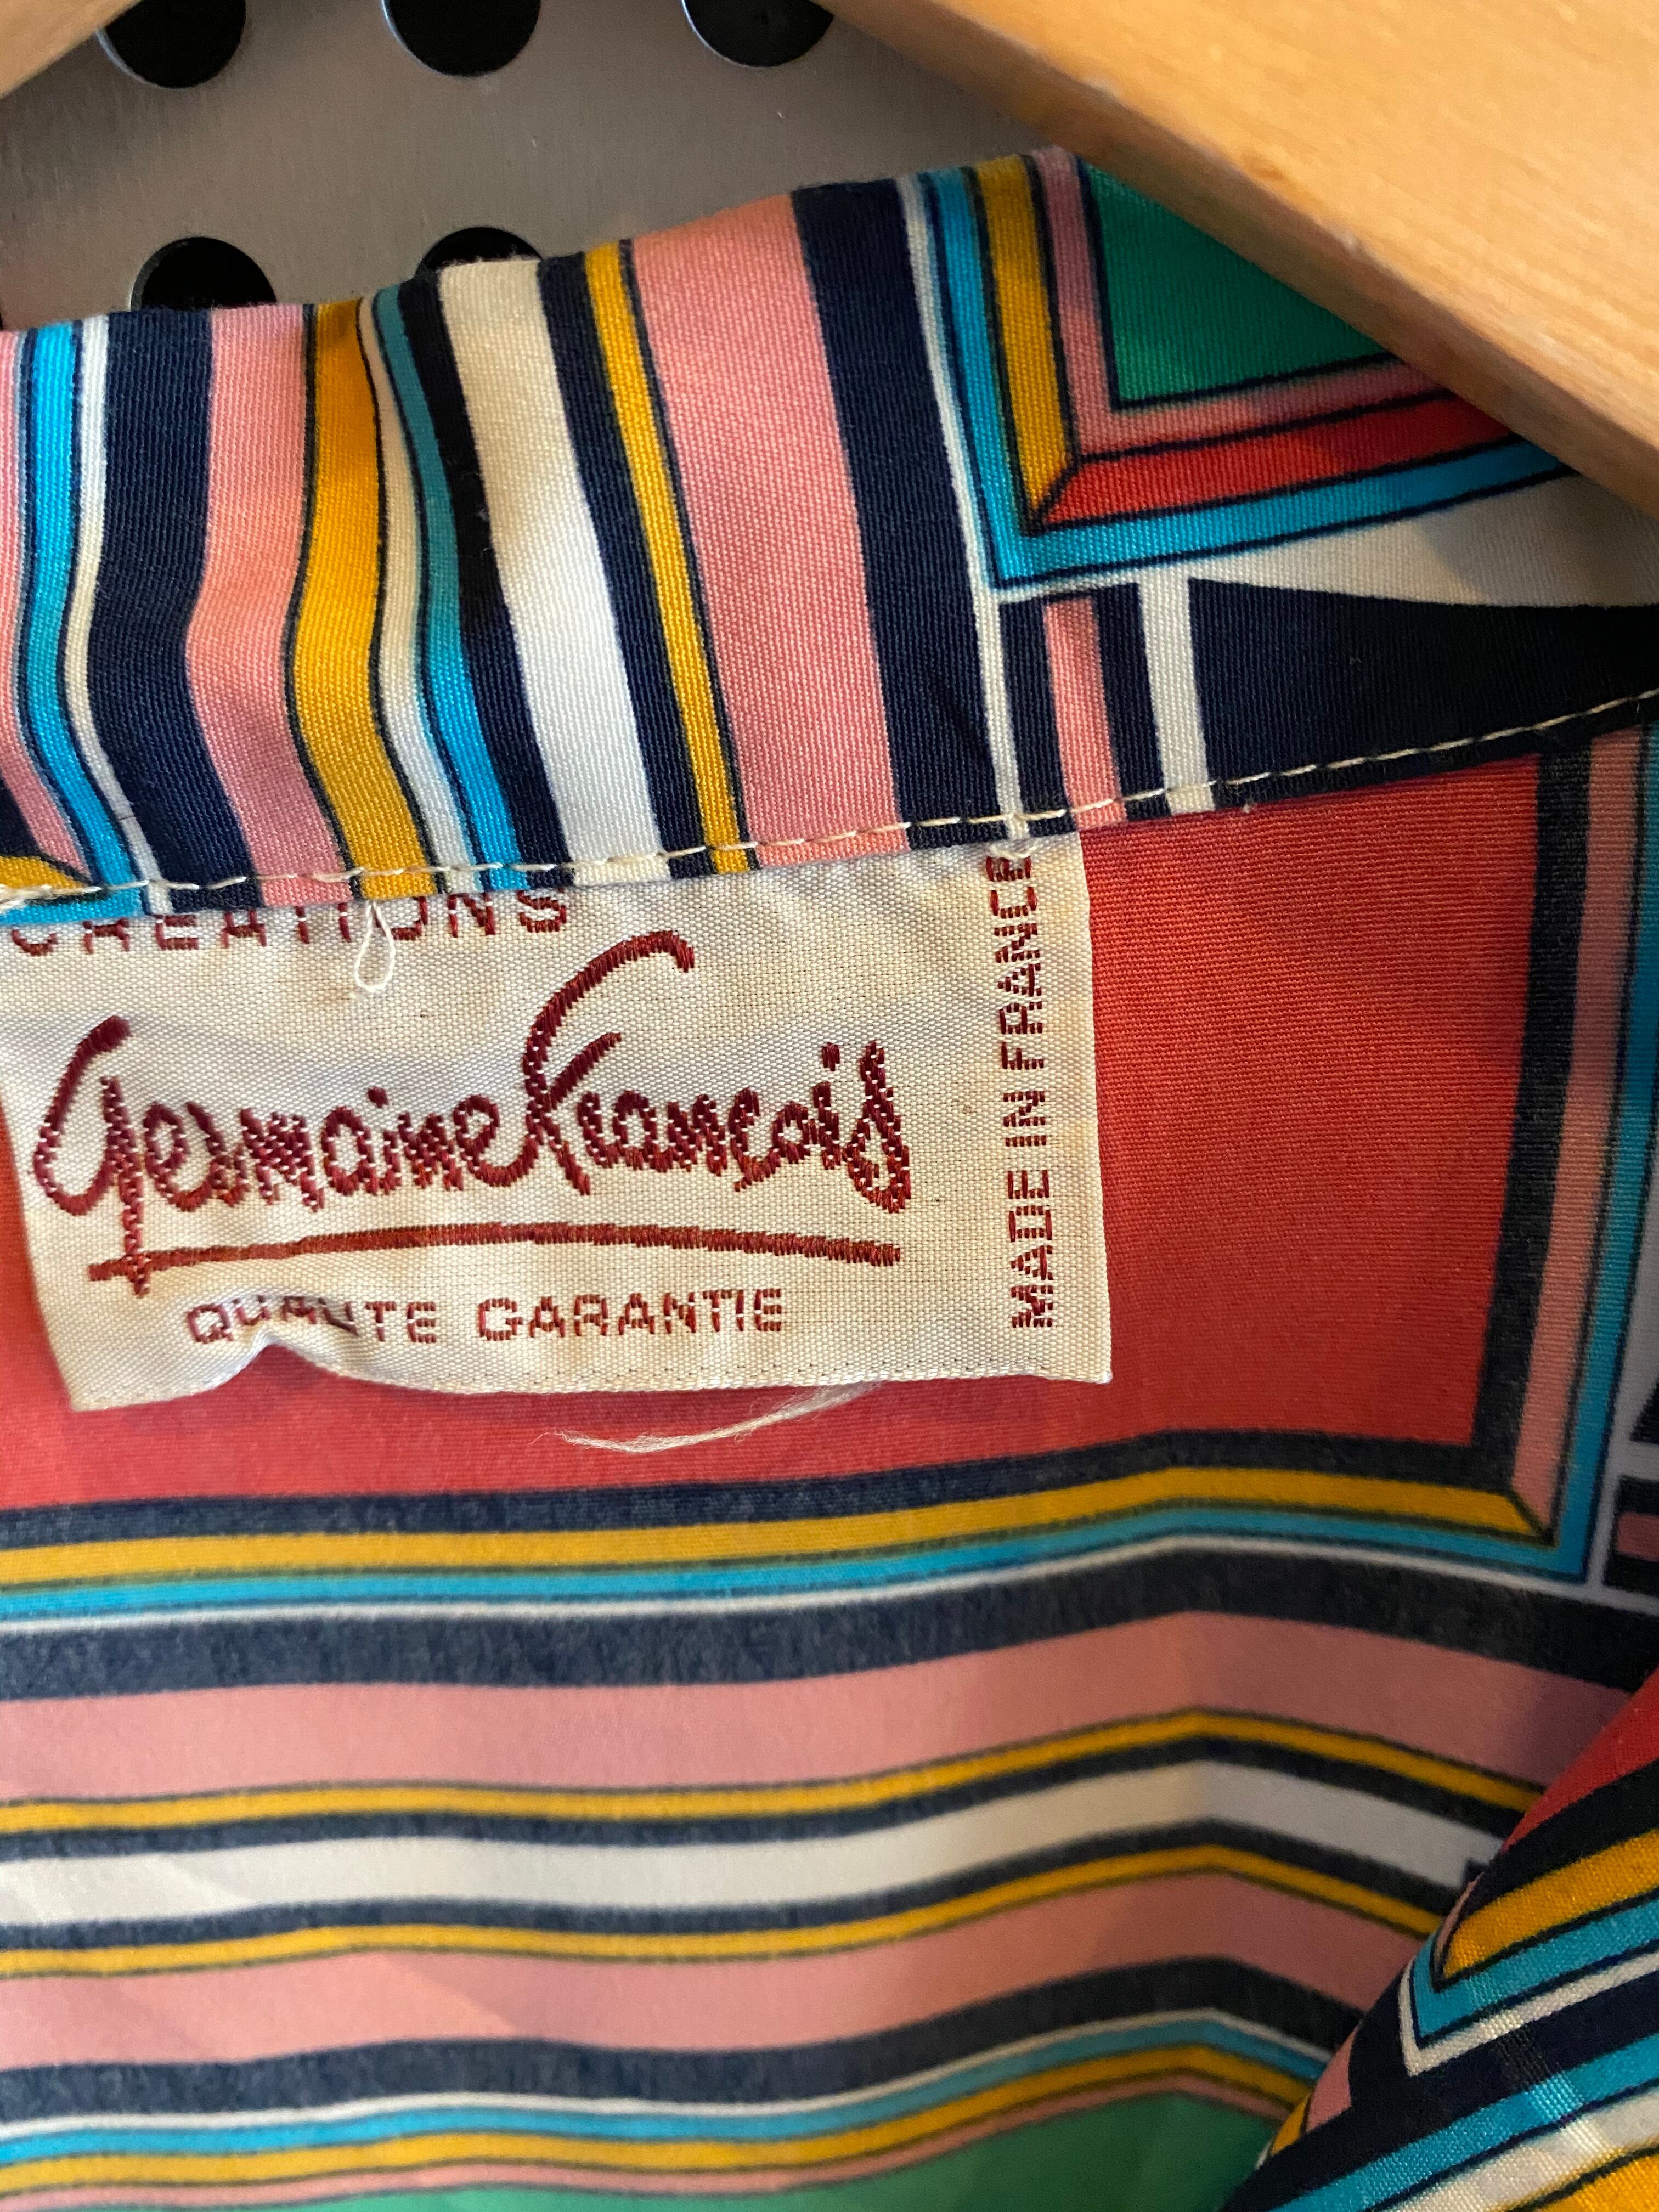 CREATIONS
Germaine François
QUALITE GARANTIE
MADE IN FRANCE